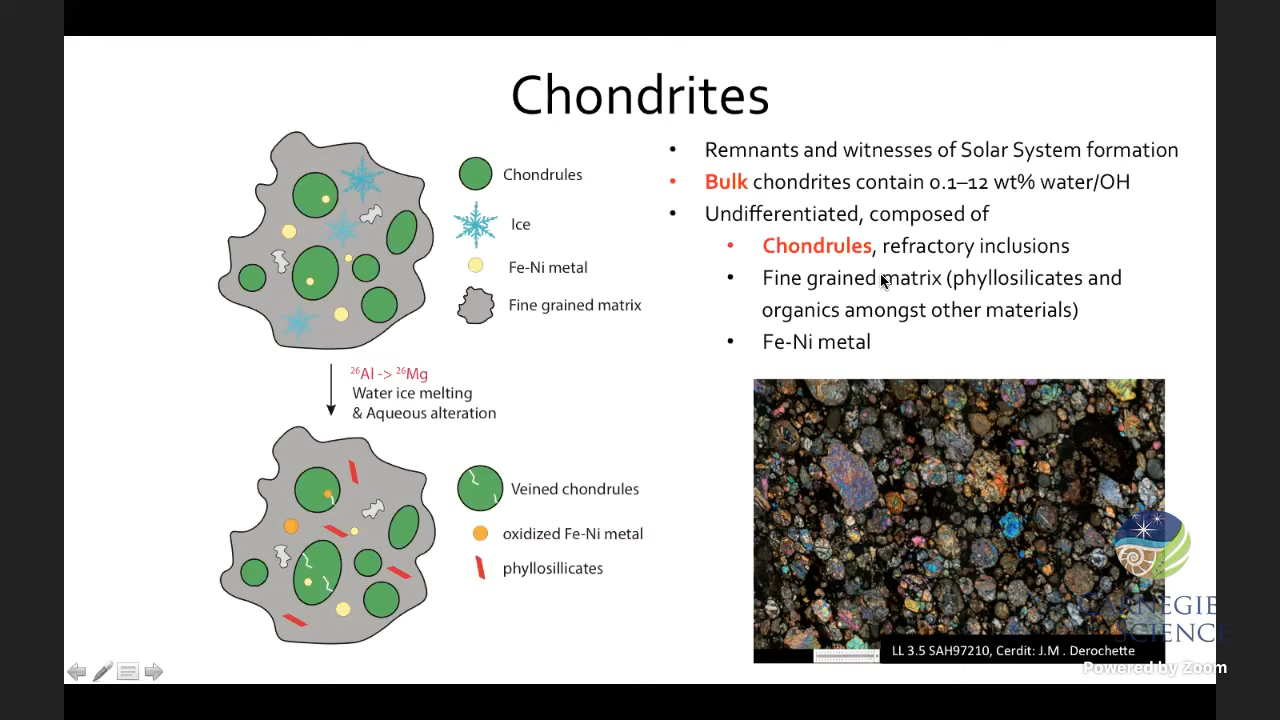 Chondrites
Chondrules
Ice
Fe-Ni metal
Fine grained matrix
26Al -> 26Mg
Water ice melting
& Aqueous alteration
Veined chondrules
oxidized Fe-Ni metal
phyllosillicates
• Remnants and witnesses of Solar System formation
• Bulk chondrites contain 0.1–12 wt% water/OH
• Undifferentiated, composed of
• Chondrules, refractory inclusions
• Fine grained matrix (phyllosilicates and
organics amongst other materials)
• Fe-Ni metal
LL 3.5 SAH97210, Cerdit: J.M . Derochette
CARNEGIE
SCIENCE
Powered by Zoom